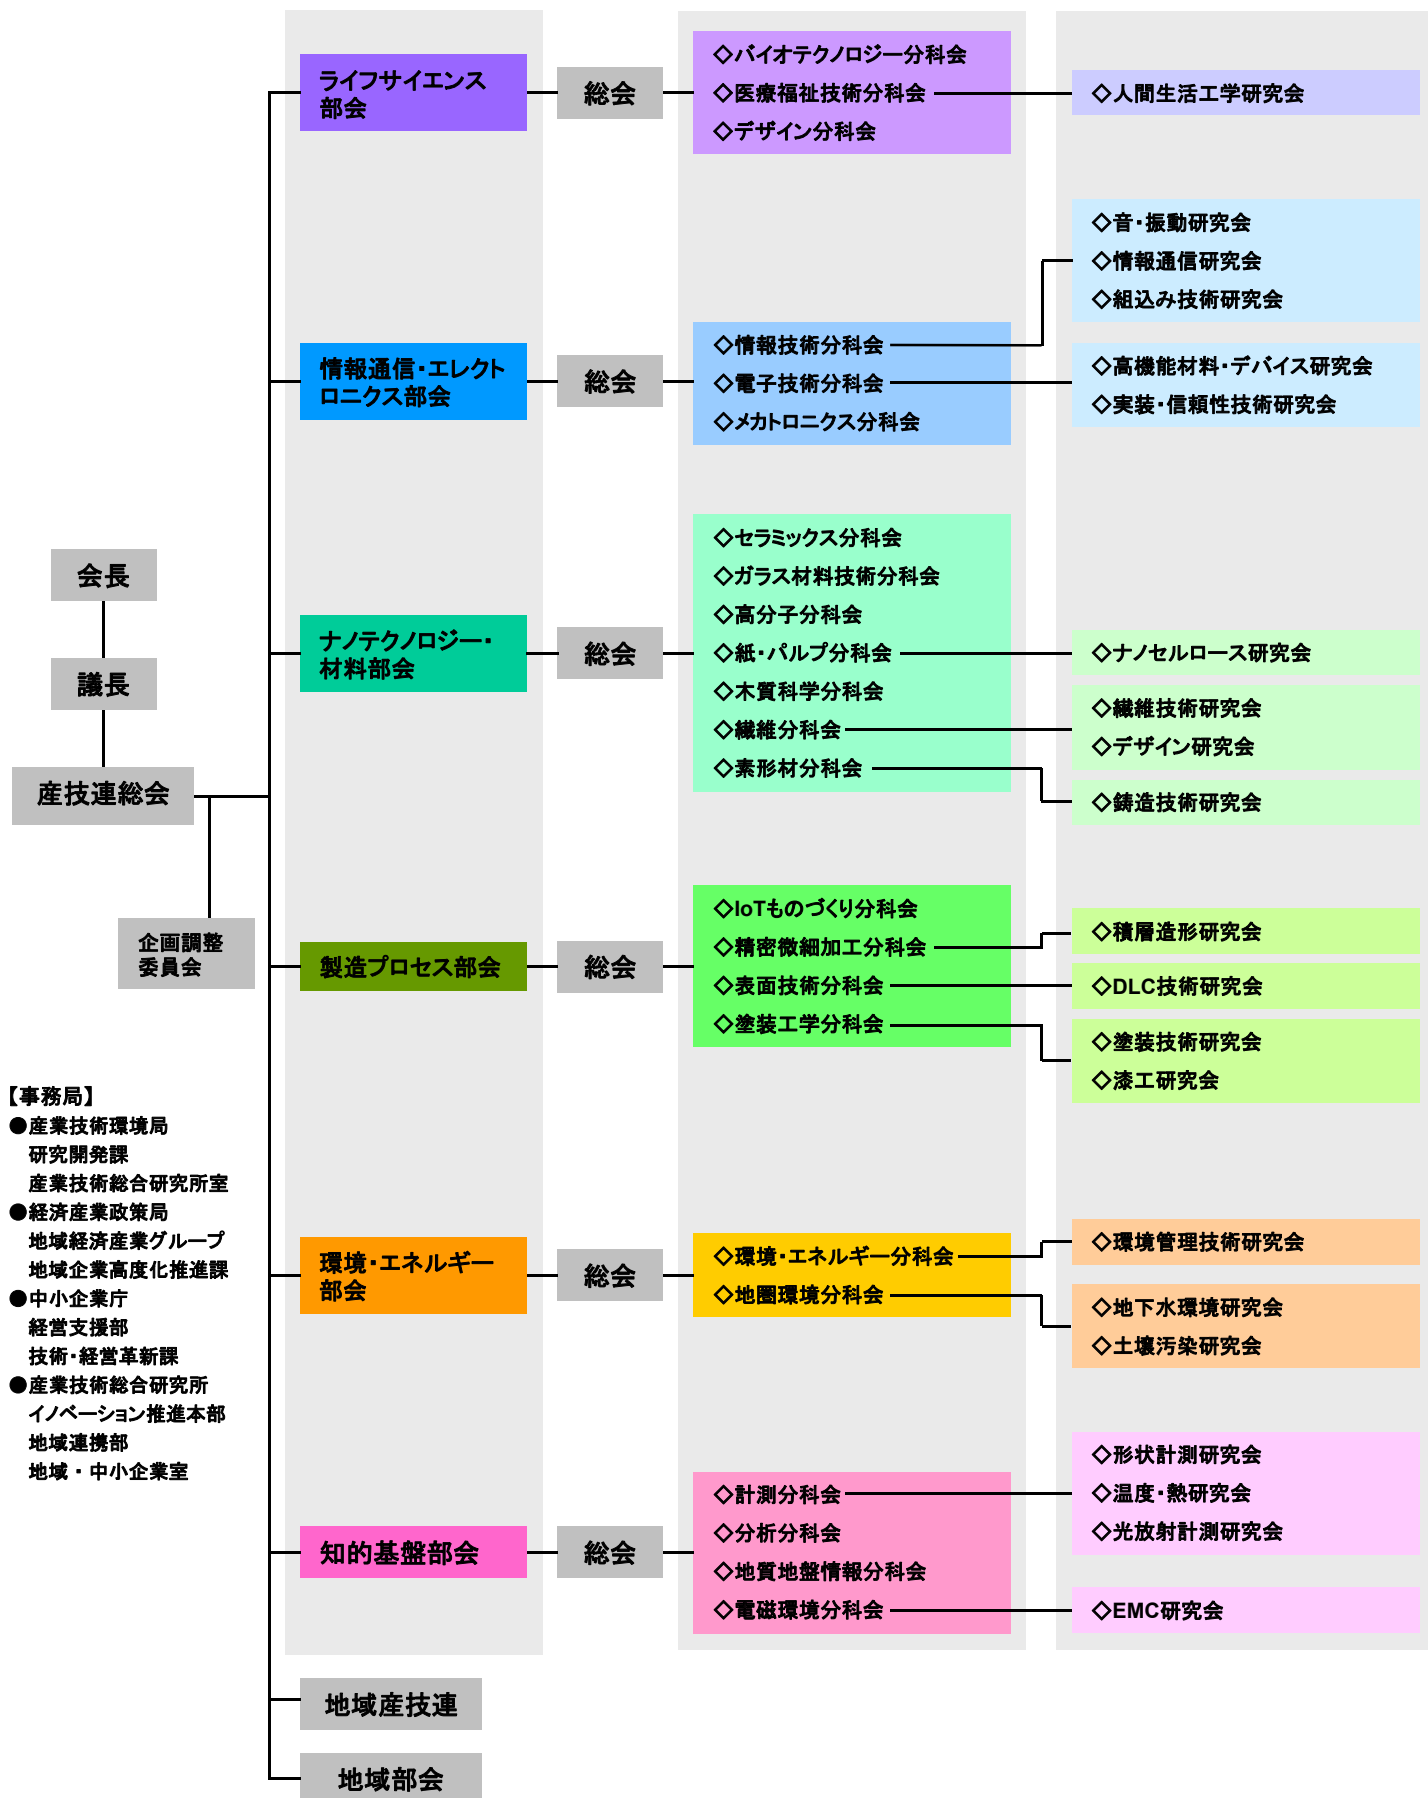 会長
議長
産技連総会
企画調整
委員会
【事務局】
●産業技術環境局
研究開発課
産業技術総合研究所室
●経済産業政策局
地域経済産業グループ
地域企業高度化推進課
●中小企業庁
経営支援部
技術・経営革新課
●産業技術総合研究所
イノベーション推進本部
地域連携部
地域・中小企業室
ライフサイエンス
部会
総会
◇バイオテクノロジー分科会
◇医療福祉技術分科会
◇デザイン分科会
◇人間生活工学研究会
情報通信・エレクト
ロニクス部会
総会
◇情報技術分科会
◇電子技術分科会
◇メカトロニクス分科会
◇音・振動研究会
◇情報通信研究会
◇組込み技術研究会
◇高機能材料・デバイス研究会
◇実装・信頼性技術研究会
ナノテクノロジー・
材料部会
総会
◇セラミックス分科会
◇ガラス材料技術分科会
◇高分子分科会
◇紙・パルプ分科会
◇木質科学分科会
◇繊維分科会
◇素形材分科会
◇ナノセルロース研究会
◇繊維技術研究会
◇デザイン研究会
◇鋳造技術研究会
製造プロセス部会
総会
◇IoTものづくり分科会
◇精密微細加工分科会
◇表面技術分科会
◇塗装工学分科会
◇積層造形研究会
◇DLC技術研究会
◇塗装技術研究会
◇漆工研究会
環境・エネルギー
部会
総会
◇環境・エネルギー分科会
◇地圏環境分科会
◇環境管理技術研究会
◇地下水環境研究会
◇土壌汚染研究会
知的基盤部会
総会
◇計測分科会
◇分析分科会
◇地質地盤情報分科会
◇電磁環境分科会
◇形状計測研究会
◇温度・熱研究会
◇光放射計測研究会
◇EMC研究会
地域産技連
地域部会